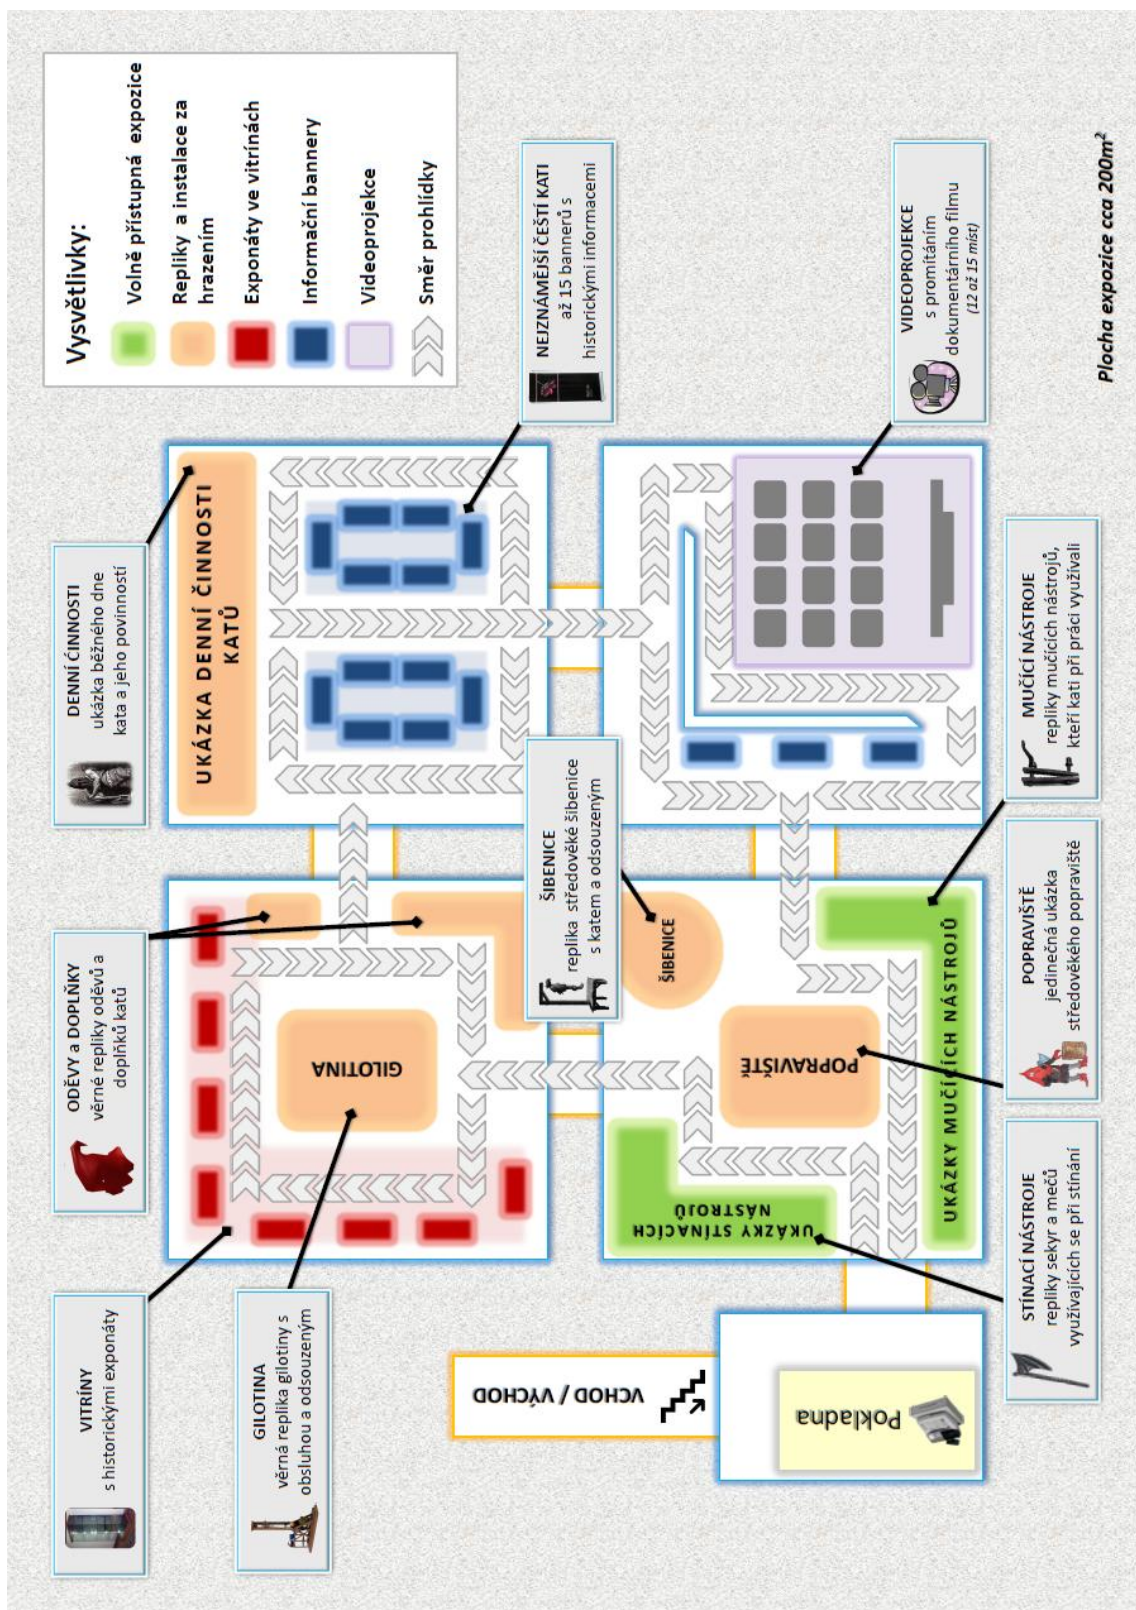 VITRÍNY
s historickými exponáty
ODĚVY a DOPLŇKY
věrné repliky oděvů a
doplňků katů
DENNÍ ČINNOSTI
ukázka běžného dne
kata a jeho povinností
Vysvětlivky:
Volně přístupná expozice
Repliky a instalace za
hrazením
Exponáty ve vitrínách
Informační bannery
Videoprojekce
Směr prohlídky
GILOTINA
věrná replika gilotiny s
obsluhou a odsouzeným
GILOTINA
UKÁZKA DENNÍ ČINNOSTI
KATŮ
NEJZNÁMĚJŠÍ ČEŠTÍ KATI
až 15 bannerů s
historickými informacemi
ŠIBENICE
replika středověké šibenice
s katem a odsouzeným
VCHOD / VÝCHOD
Pokladna
UKÁZKY STÍNACÍCH
NÁSTROJŮ
POPRAVIŠTĚ
ŠIBENICE
UKÁZKY MUČÍCÍCH NÁSTROJŮ
VIDEOPROJEKCE
s promítáním
dokumentárního filmu
(12 až 15 míst)
STÍNACÍ NÁSTROJE
repliky sekyr a mečů
využívajících se při stínání
POPRAVIŠTĚ
jedinečná ukázka
středověkého popraviště
MUČÍCÍ NÁSTROJE
repliky mučících nástrojů,
kteří kati při práci využívali
Plocha expozice cca 200m²